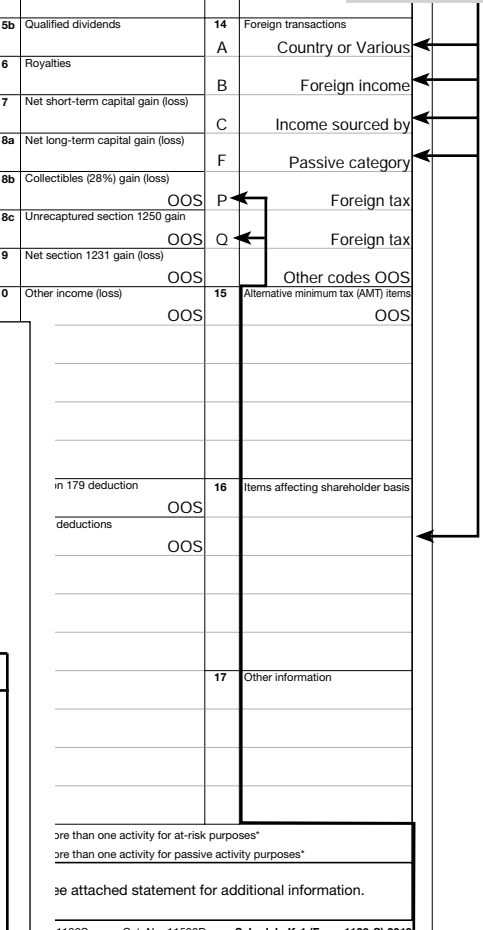 5b Qualified dividends
14 Foreign transactions
A Country or Various
6 Royalties
B Foreign income
7 Net short-term capital gain (loss)
C Income sourced by
8a Net long-term capital gain (loss)
F Passive category
8b Collectibles (28%) gain (loss)
OOS P Foreign tax
8c Unrecaptured section 1250 gain
OOS Q Foreign tax
9 Net section 1231 gain (loss)
OOS Other codes OOS
0 Other income (loss)
15 Alternative minimum tax (AMT) items
OOS OOS
n 179 deduction
16 Items affecting shareholder basis
OOS
deductions
OOS
17 Other information
ore than one activity for at-risk purposes*
ore than one activity for passive activity purposes*
ee attached statement for additional information.